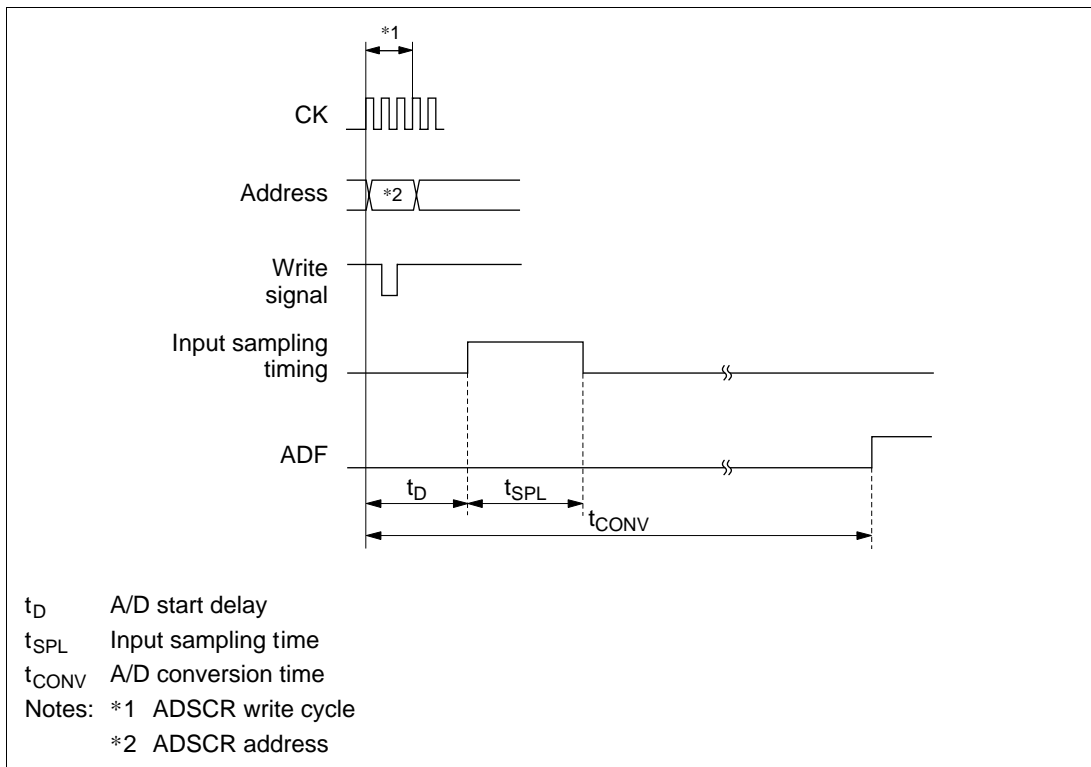 *1
CK
Address
*2
Write
signal
Input sampling
timing
ADF
tD
tSPL
tCONV
tD A/D start delay
tSPL Input sampling time
tCONV A/D conversion time
Notes: *1 ADSCR write cycle
*2 ADSCR address